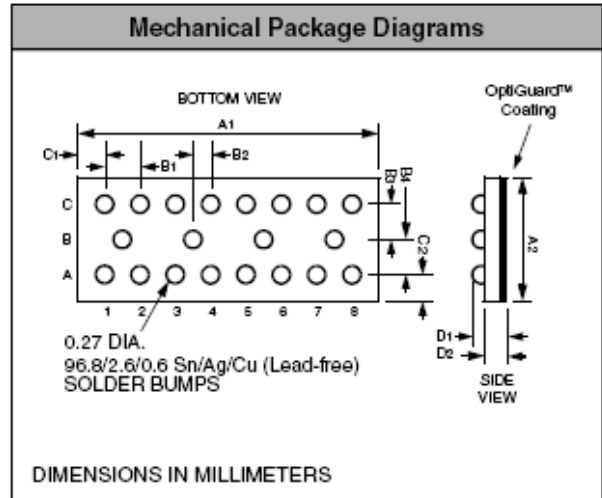 Mechanical Package Diagrams
BOTTOM VIEW
OptiGuard™
Coating
A1
C1
B1
B2
B3
B4
C2
A2
C
B
A
1 2 3 4 5 6 7 8
0.27 DIA.
96.8/2.6/0.6 Sn/Ag/Cu (Lead-free)
SOLDER BUMPS
D1
D2
SIDE
VIEW
DIMENSIONS IN MILLIMETERS